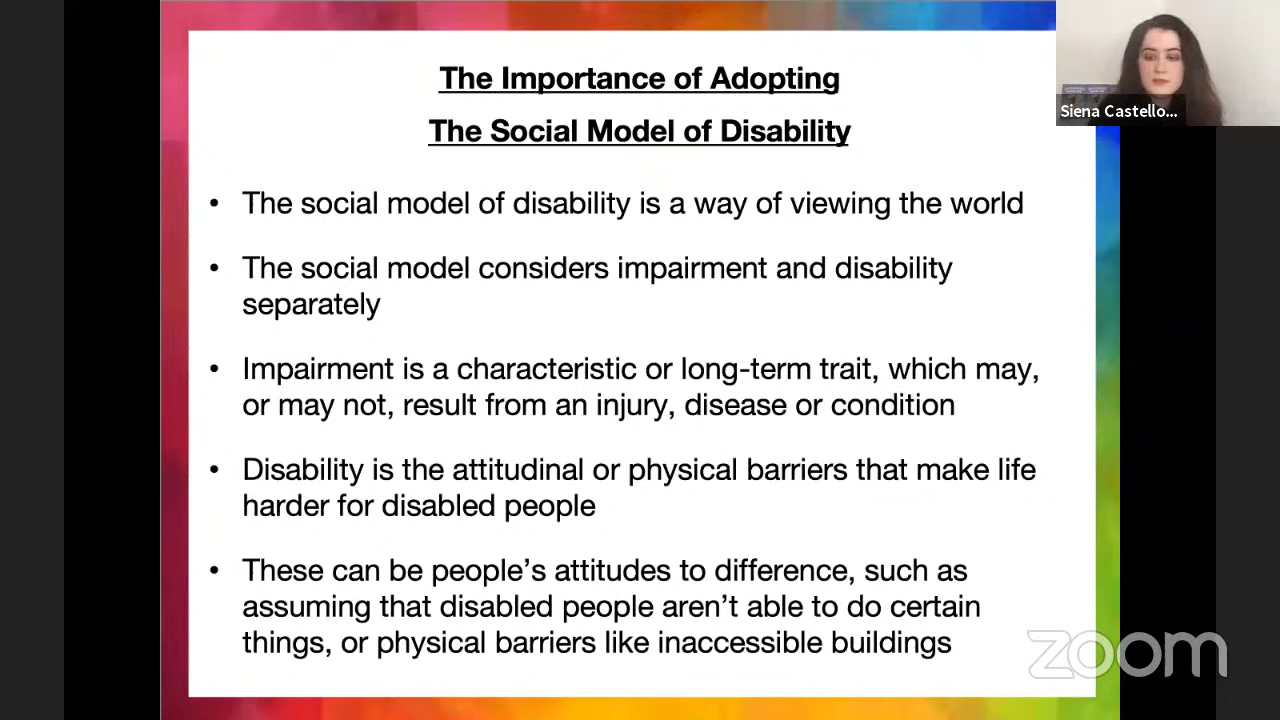 The Importance of Adopting
The Social Model of Disability
• The social model of disability is a way of viewing the world
• The social model considers impairment and disability
separately
• Impairment is a characteristic or long-term trait, which may,
or may not, result from an injury, disease or condition
• Disability is the attitudinal or physical barriers that make life
harder for disabled people
• These can be people’s attitudes to difference, such as
assuming that disabled people aren’t able to do certain
things, or physical barriers like inaccessible buildings
Siena Castello...
zoom